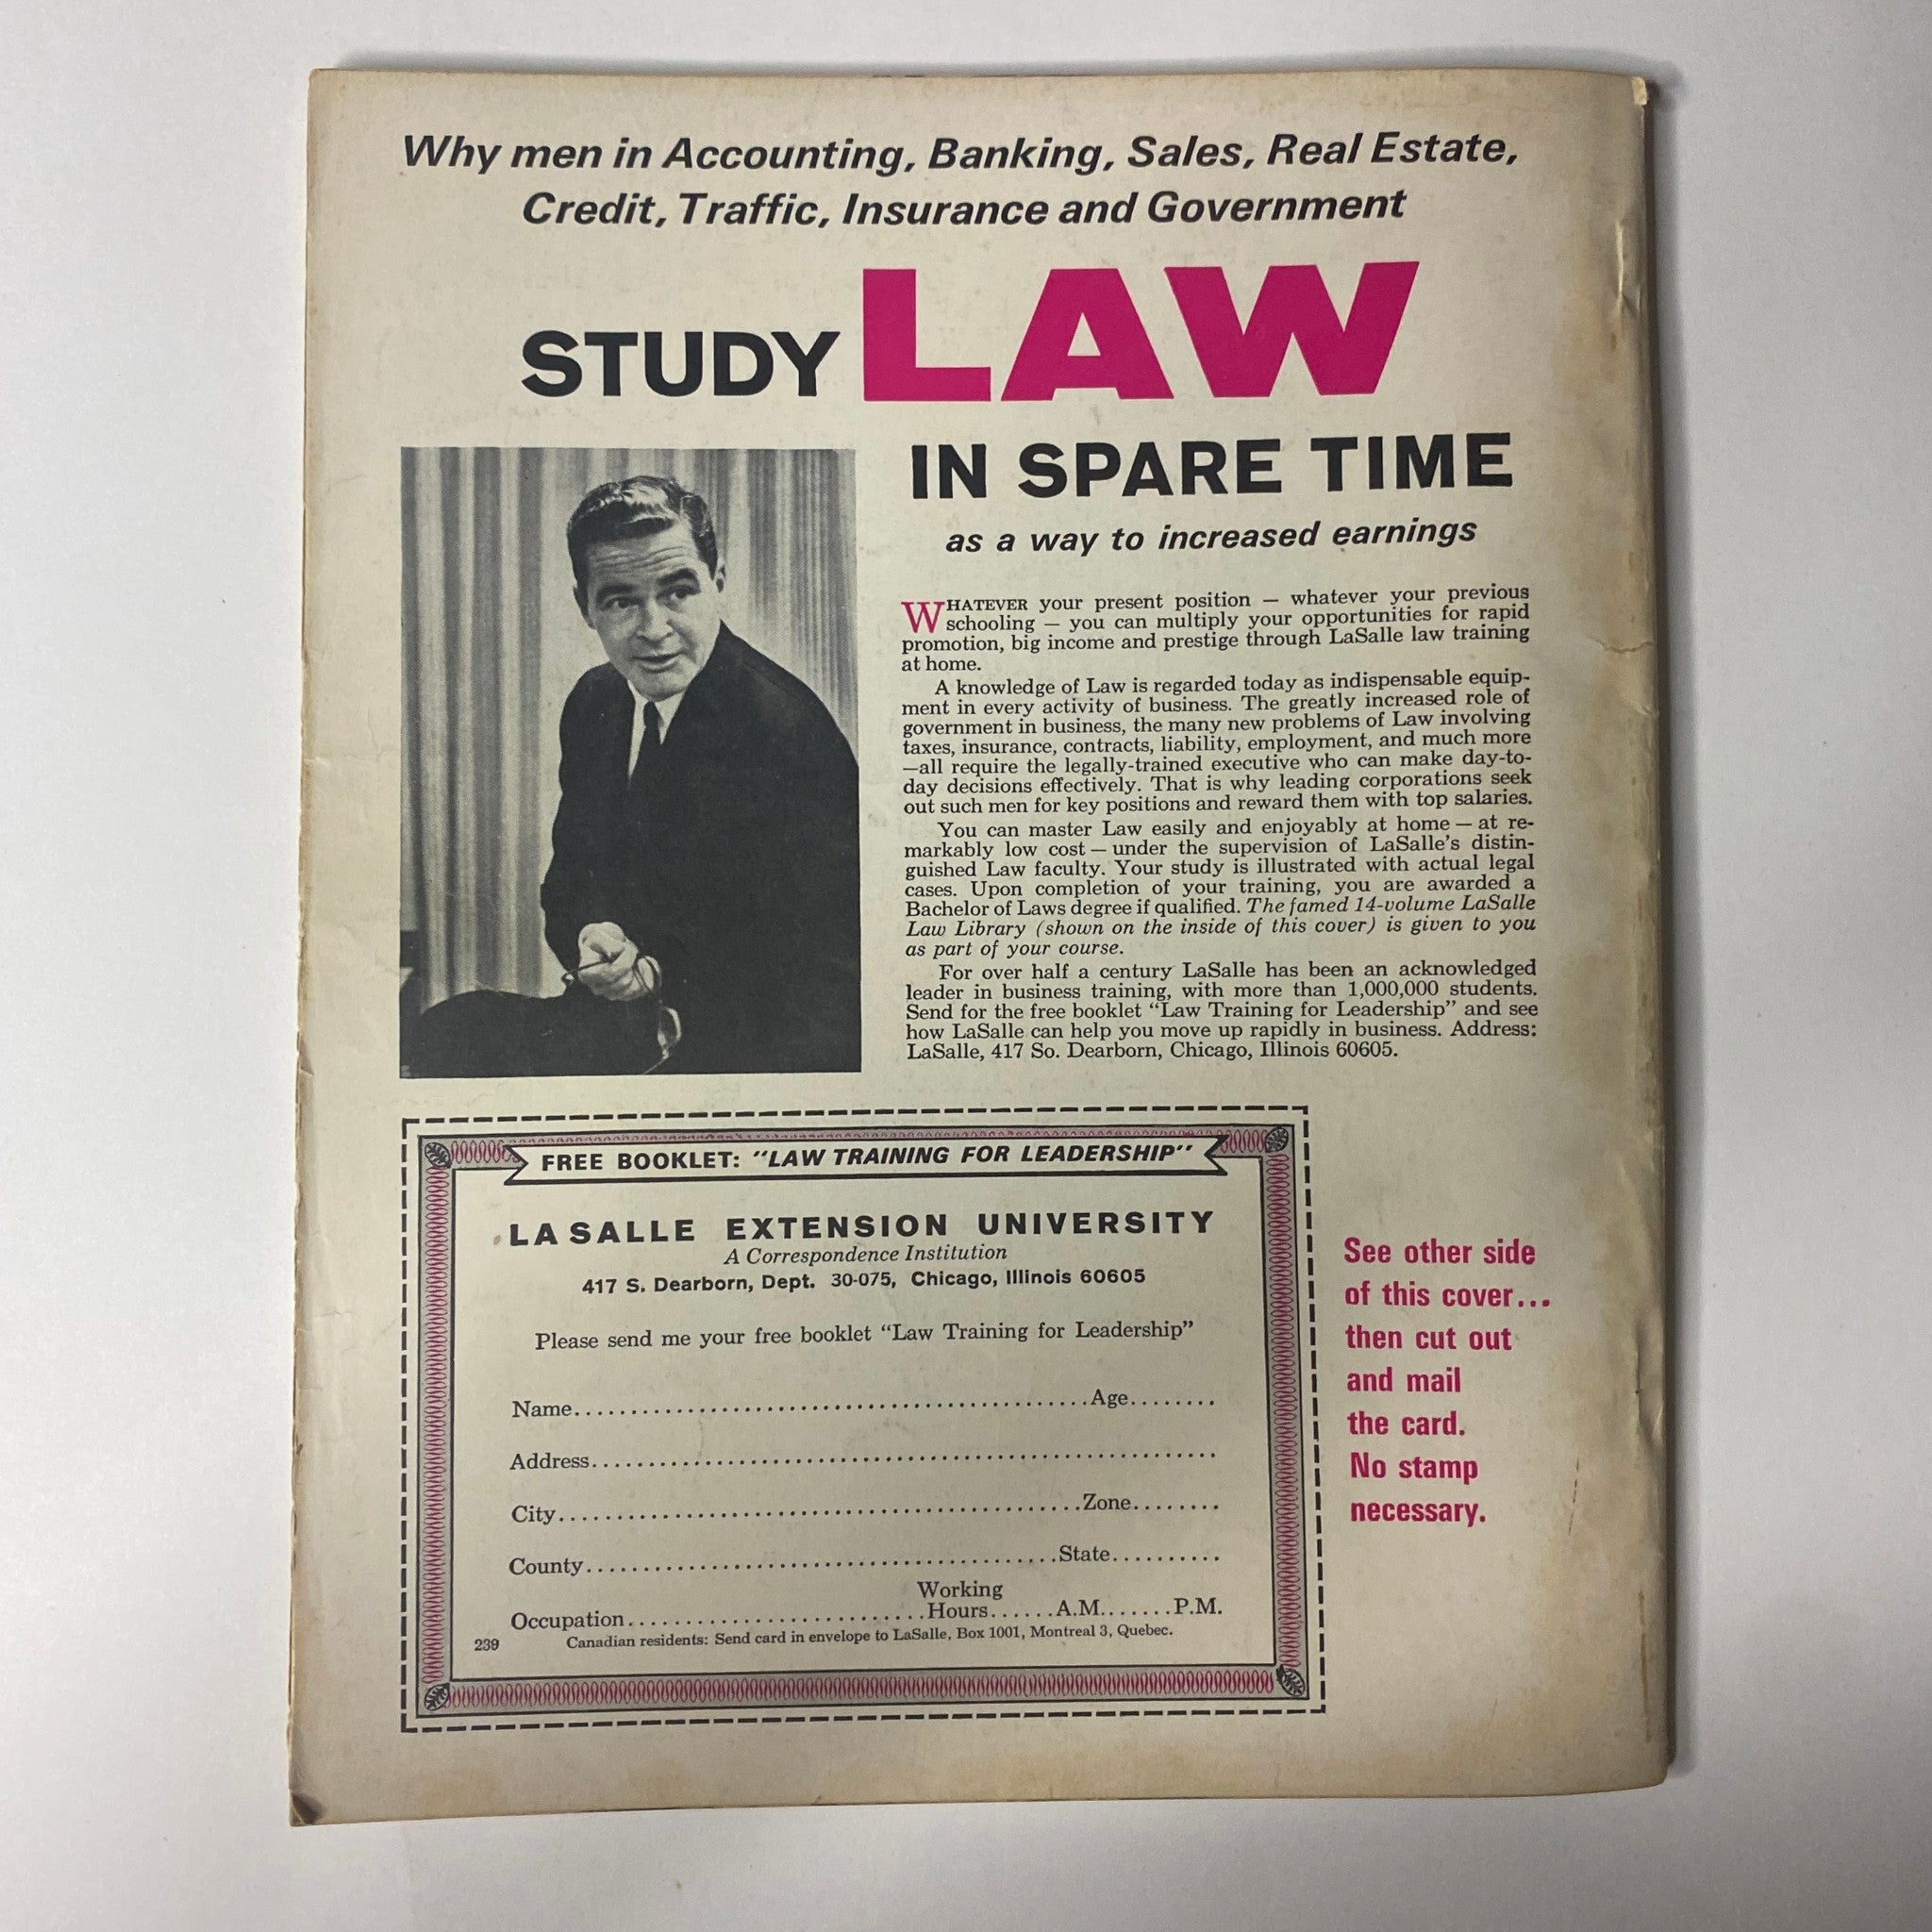 Why men in Accounting, Banking, Sales, Real Estate,
Credit, Traffic, Insurance and Government
STUDY LAW
IN SPARE TIME
as a way to increased earnings
WHATEVER your present position — whatever your previous
schooling — you can multiply your opportunities for rapid
promotion, big income and prestige through LaSalle law training
at home.
A knowledge of Law is regarded today as indispensable equip-
ment in every activity of business. The greatly increased role of
government in business, the many new problems of Law involving
taxes, insurance, contracts, liability, employment, and much more
—all require the legally-trained executive who can make day-to-
day decisions effectively. That is why leading corporations seek
out such men for key positions and reward them with top salaries.
You can master Law easily and enjoyably at home — at re-
markably low cost — under the supervision of LaSalle's distin-
guished Law faculty. Your study is illustrated with actual legal
cases. Upon completion of your training, you are awarded a
Bachelor of Laws degree if qualified. The famed 14-volume LaSalle
Law Library (shown on the inside of this cover) is given to you
as part of your course.
For over half a century LaSalle has been an acknowledged
leader in business training, with more than 1,000,000 students.
Send for the free booklet “Law Training for Leadership” and see
how LaSalle can help you move up rapidly in business. Address:
LaSalle, 417 So. Dearborn, Chicago, Illinois 60605.
FREE BOOKLET: "LAW TRAINING FOR LEADERSHIP"
LA SALLE EXTENSION UNIVERSITY
A Correspondence Institution
417 S. Dearborn, Dept. 30-075, Chicago, Illinois 60605
Please send me your free booklet “Law Training for Leadership”
Name.............................................Age........
Address......................................................
City..............................................Zone........
County.........................................State..........
Working
Occupation..........................Hours......A.M.......P.M.
239 Canadian residents: Send card in envelope to LaSalle, Box 1001, Montreal 3, Quebec.
See other side
of this cover...
then cut out
and mail
the card.
No stamp
necessary.